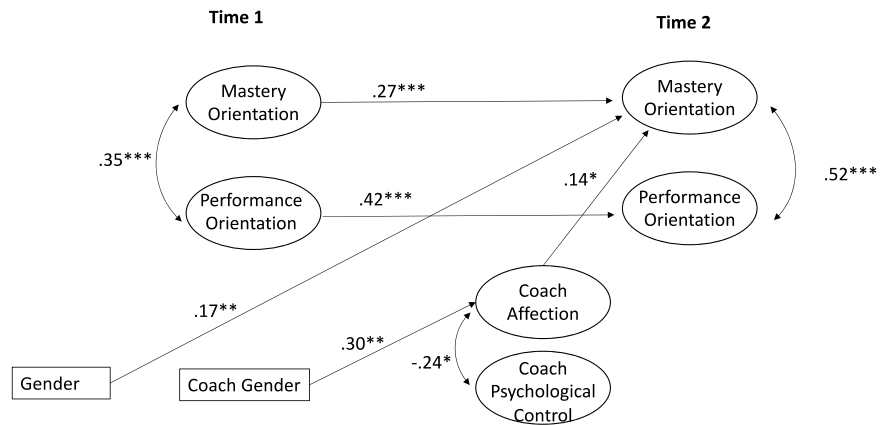 Time 1
Time 2
Mastery
Orientation
.27***
Mastery
Orientation
.35***
.52***
Performance
Orientation
.42***
.14*
Performance
Orientation
.17**
Coach
Affection
.30**
-.24*
Gender
Coach Gender
Coach
Psychological
Control